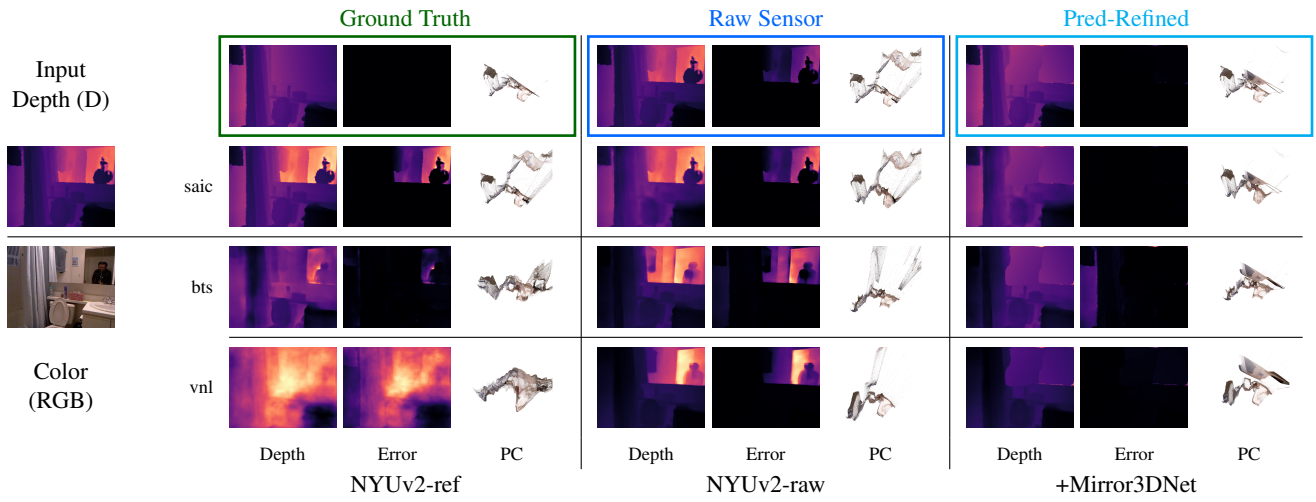 Ground Truth
Raw Sensor
Pred-Refined
Input
Depth (D)
saic
bts
Color
(RGB)
vnl
Depth Error PC Depth Error PC Depth Error PC
NYUv2-ref
NYUv2-raw
+Mirror3DNet